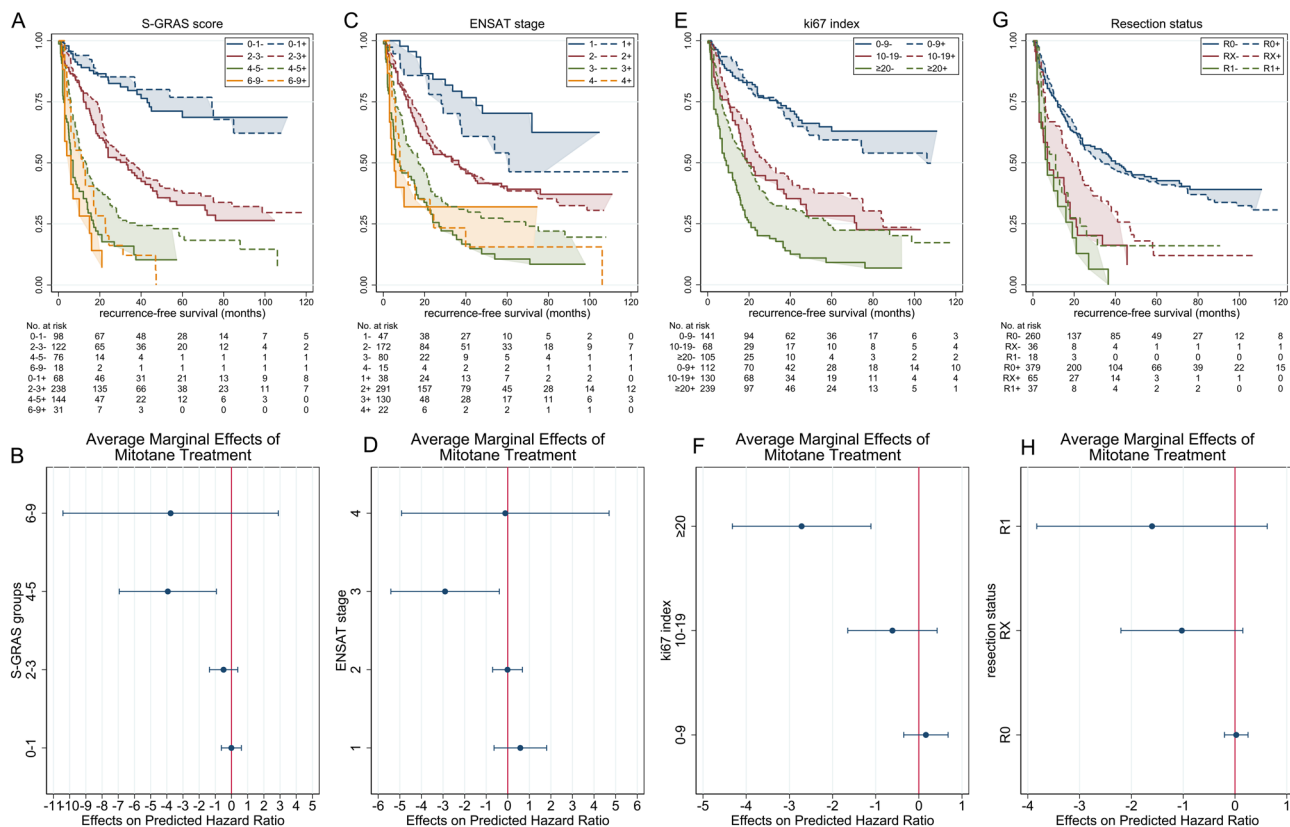 A
S-GRAS score
0-1- 0-1+
2-3- 2-3+
4-5- 4-5+
6-9- 6-9+
1.00
0.75
0.50
0.25
0.00
0 20 40 60 80 100 120
recurrence-free survival (months)
No. at risk
0-1- 98 67 48 28 14 7 5
2-3- 122 65 36 20 12 4 2
4-5- 76 14 4 1 1 1 1
6-9- 18 2 1 1 1 1 1
0-1+ 68 46 31 21 13 9 8
2-3+ 238 135 66 38 23 11 7
4-5+ 144 47 22 12 6 3 3
6-9+ 31 7 3 0 0 0 0
C
ENSAT stage
1- 1+
2- 2+
3- 3+
4- 4+
1.00
0.75
0.50
0.25
0.00
0 20 40 60 80 100 120
recurrence-free survival (months)
No. at risk
1- 47 38 27 10 5 2 0
2- 172 84 51 33 18 9 7
3- 80 22 9 5 4 1 1
4- 15 4 2 2 1 1 1
1+ 38 24 13 7 2 2 0
2+ 291 157 79 45 28 14 12
3+ 130 48 28 17 11 6 3
4+ 22 6 2 2 1 1 0
E
ki67 index
0-9- 0-9+
10-19- 10-19+
≥20- ≥20+
1.00
0.75
0.50
0.25
0.00
0 20 40 60 80 100 120
recurrence-free survival (months)
No. at risk
0-9- 141 94 62 36 17 6 3
10-19- 68 29 17 10 8 5 4
≥20- 105 25 10 4 3 2 2
0-9+ 112 70 42 28 18 14 10
10-19+ 130 68 34 19 11 4 4
≥20+ 239 97 46 24 13 5 1
G
Resection status
R0- R0+
RX- RX+
R1- R1+
1.00
0.75
0.50
0.25
0.00
0 20 40 60 80 100 120
recurrence-free survival (months)
No. at risk
R0- 260 137 85 49 27 12 8
RX- 36 8 4 1 1 1 1
R1- 18 3 0 0 0 0 0
R0+ 379 200 104 66 39 22 15
RX+ 65 27 14 3 1 1 0
R1+ 37 8 4 2 2 0 0
B
Average Marginal Effects of
Mitotane Treatment
S-GRAS groups
6-9
4-5
2-3
0-1
-11 -10 -9 -8 -7 -6 -5 -4 -3 -2 -1 0 1 2 3 4 5
Effects on Predicted Hazard Ratio
D
Average Marginal Effects of
Mitotane Treatment
ENSAT stage
4
3
2
1
-6 -5 -4 -3 -2 -1 0 1 2 3 4 5 6
Effects on Predicted Hazard Ratio
F
Average Marginal Effects of
Mitotane Treatment
ki67 index
≥20
10-19
0-9
-5 -4 -3 -2 -1 0 1
Effects on Predicted Hazard Ratio
H
Average Marginal Effects of
Mitotane Treatment
resection status
R1
RX
R0
-4 -3 -2 -1 0 1
Effects on Predicted Hazard Ratio